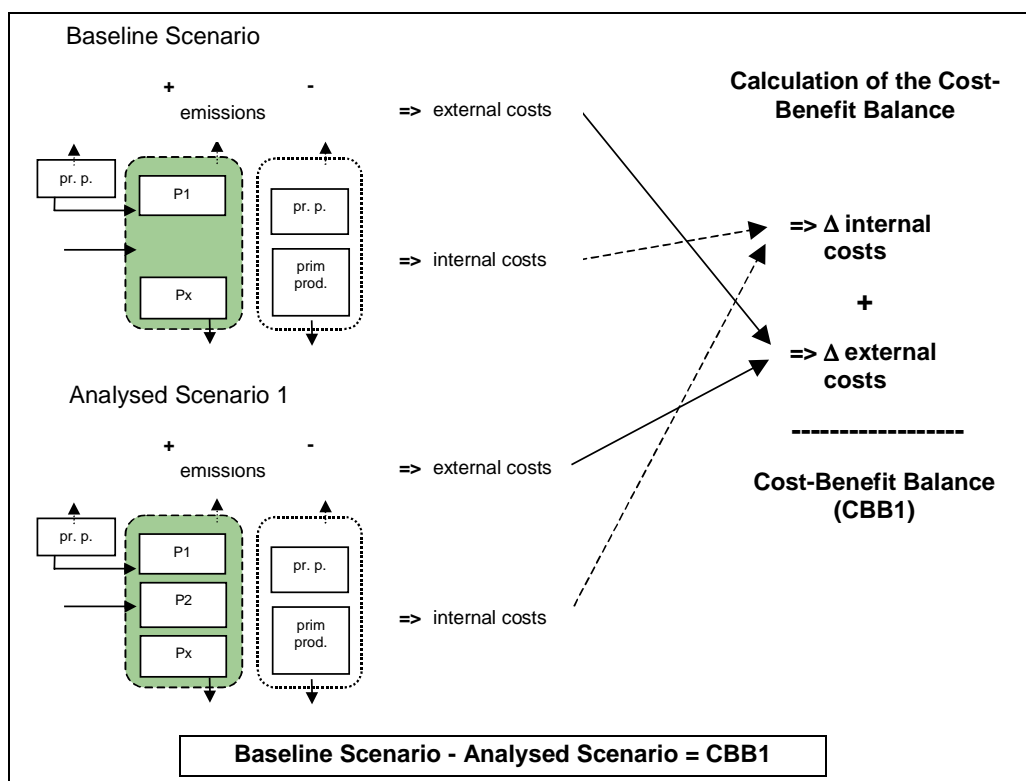 Baseline Scenario
+ -
emissions => external costs
pr. p.
P1
pr. p.
=> internal costs
prim
prod.
Px
Analysed Scenario 1
+ -
emissions => external costs
pr. p.
P1
pr. p.
P2
=> internal costs
prim
prod.
Px
Calculation of the Cost-
Benefit Balance
=> Δ internal
costs
+
=> Δ external
costs
------------------
Cost-Benefit Balance
(CBB1)
Baseline Scenario - Analysed Scenario = CBB1